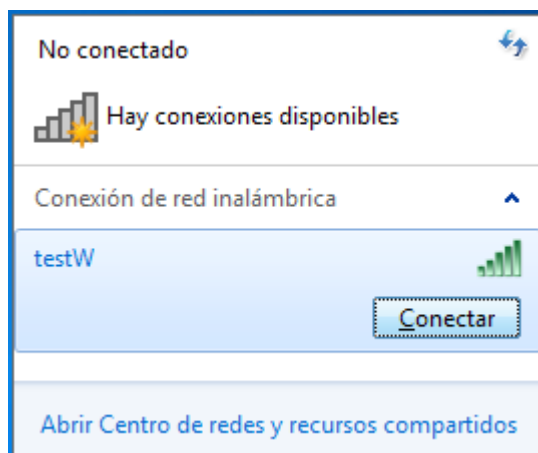 No conectado
Hay conexiones disponibles
Conexión de red inalámbrica
testW
Conectar
Abrir Centro de redes y recursos compartidos